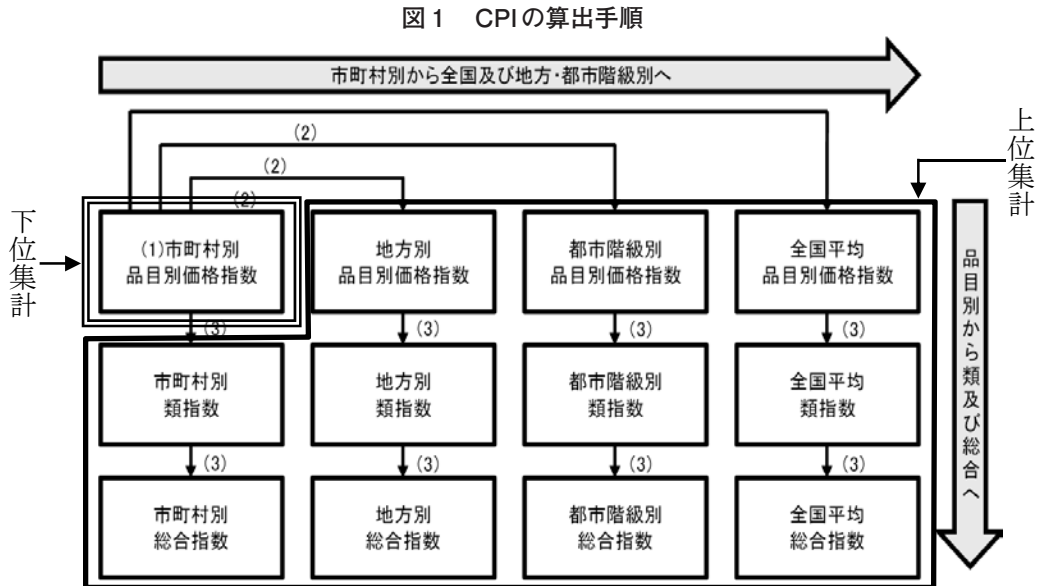 図1 CPIの算出手順
市町村別から全国及び地方・都市階級別へ
(2)
(2)
(2)
上位集計
下位集計
(1)市町村別
品目別価格指数
地方別
品目別価格指数
都市階級別
品目別価格指数
全国平均
品目別価格指数
(3)
(3)
(3)
(3)
品目別から類及び総合へ
市町村別
類指数
地方別
類指数
都市階級別
類指数
全国平均
類指数
(3)
(3)
(3)
(3)
市町村別
総合指数
地方別
総合指数
都市階級別
総合指数
全国平均
総合指数